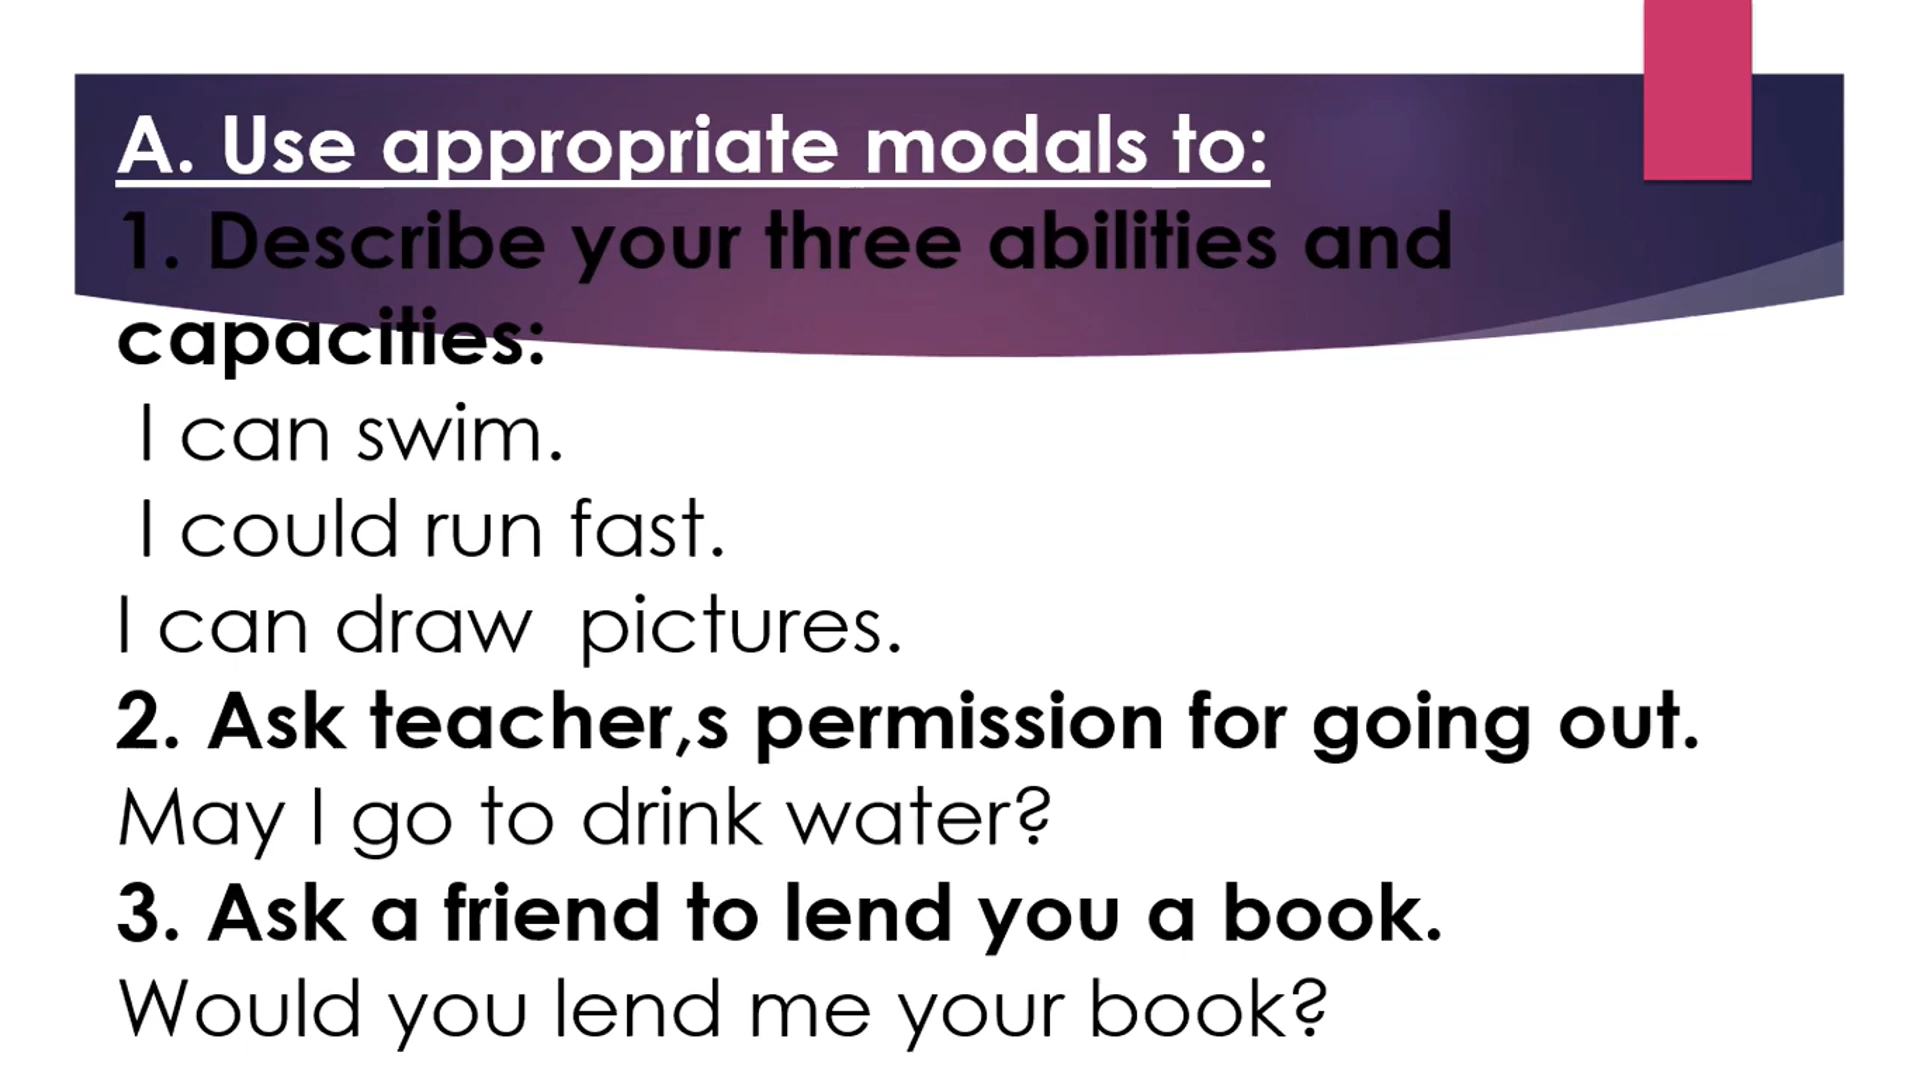 A. Use appropriate modals to:
1. Describe your three abilities and
capacities:
I can swim.
I could run fast.
I can draw  pictures.
2. Ask teacher,s permission for going out.
May I go to drink water?
3. Ask a friend to lend you a book.
Would you lend me your book?